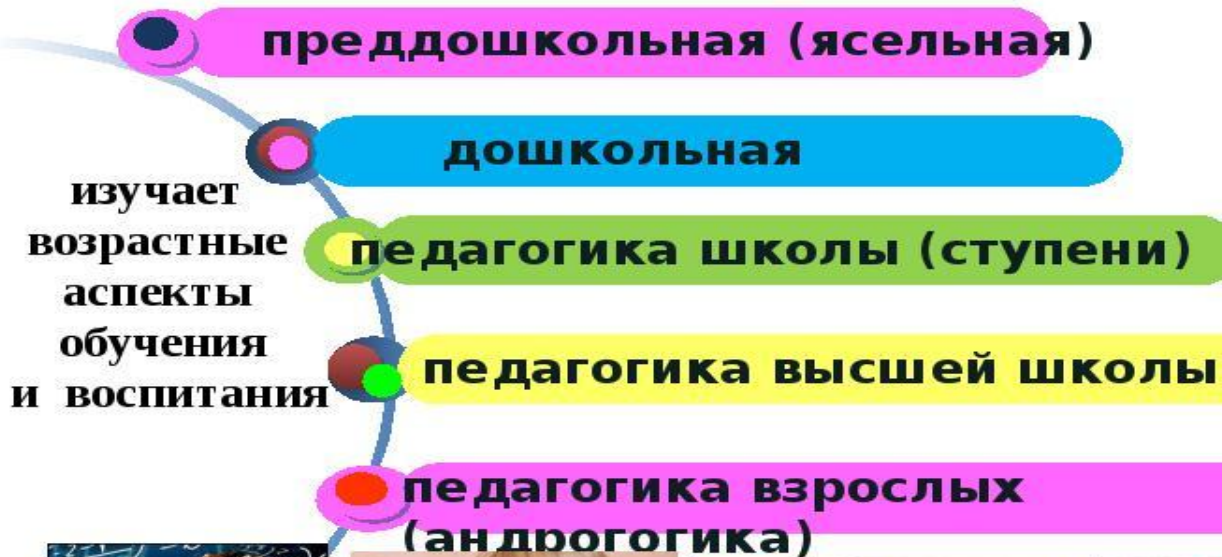 преддошкольная (ясельная)
дошкольная
изучает
возрастные
аспекты
обучения
и воспитания
педагогика школы (ступени)
педагогика высшей школы
педагогика взрослых
(андрогогика)